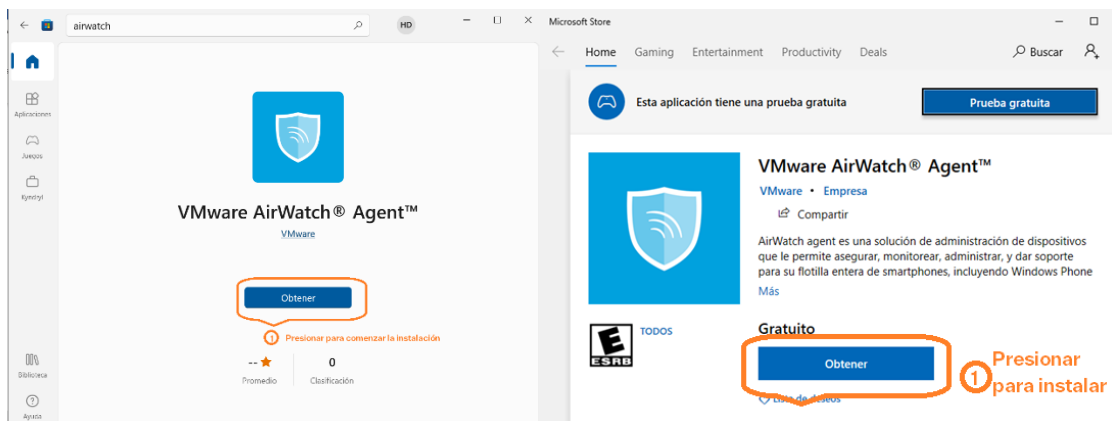 airwatch
HD
Aplicaciones
Juegos
Kyndryl
VMware AirWatch® Agent™
VMware
Obtener
1 Presionar para comenzar la instalación
--
0
Promedio
Clasificación
Biblioteca
Ayuda
Microsoft Store
Home Gaming Entertainment Productivity Deals
Buscar
Esta aplicación tiene una prueba gratuita
Prueba gratuita
VMware AirWatch® Agent™
VMware • Empresa
Compartir
AirWatch agent es una solución de administración de dispositivos
que le permite asegurar, monitorear, administrar, y dar soporte
para su flotilla entera de smartphones, incluyendo Windows Phone
Más
E
ESRB
TODOS
Gratuito
Obtener
1 Presionar
para instalar
Lista de deseos